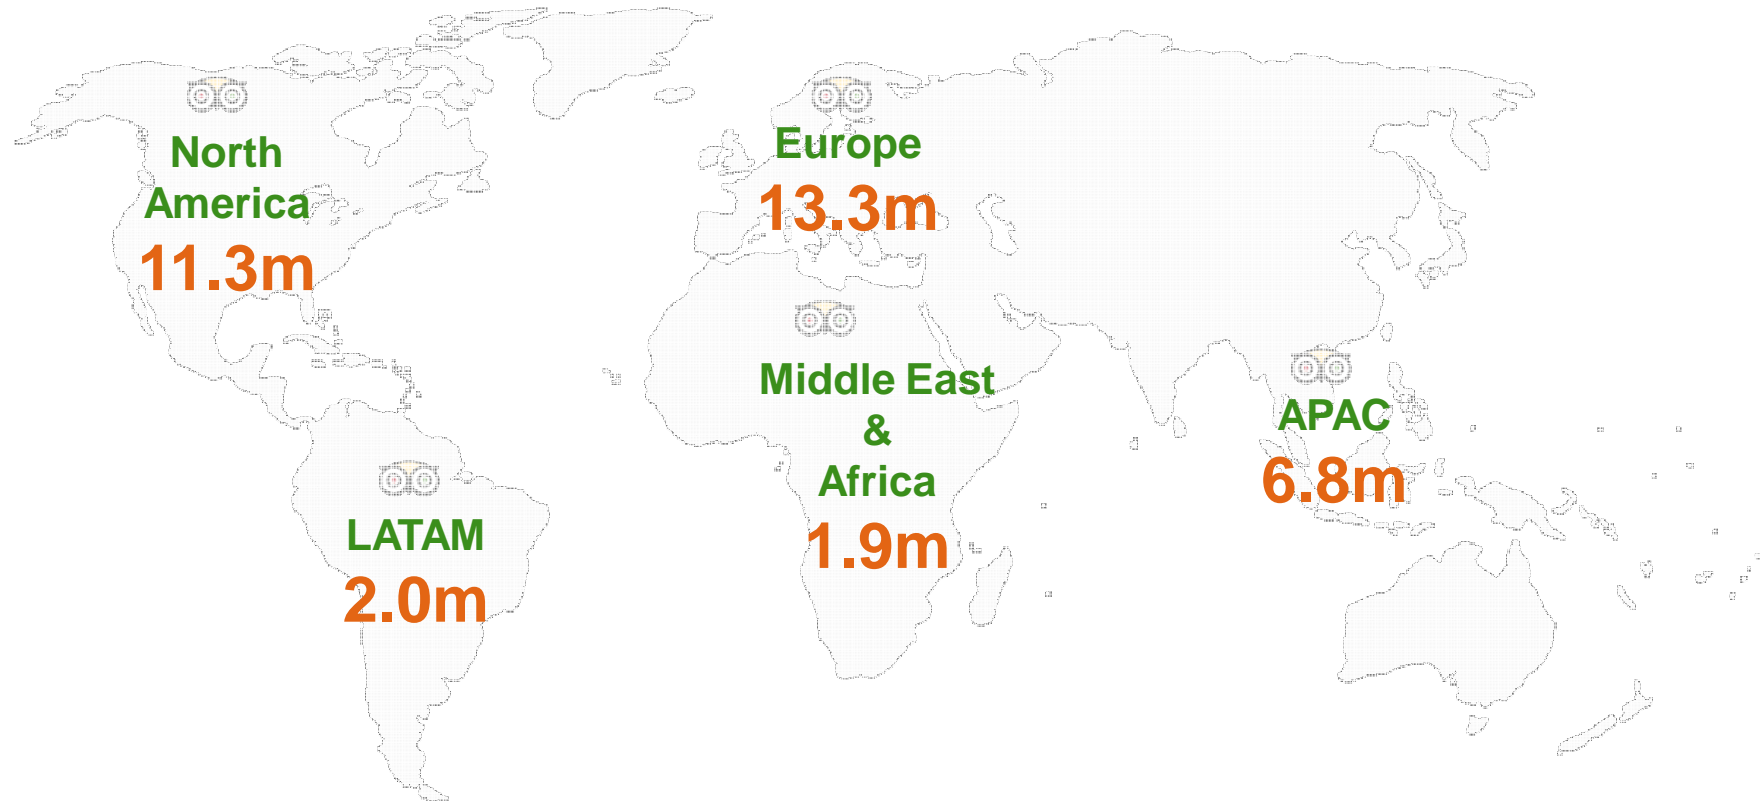 North
America
11.3m
Europe
13.3m
Middle East
&
Africa
1.9m
APAC
6.8m
LATAM
2.0m